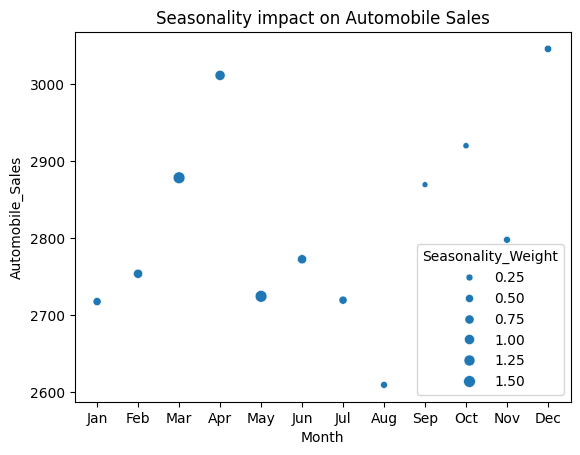 Seasonality impact on Automobile Sales
Automobile_Sales
3000
2900
2800
2700
2600
Seasonality_Weight
0.25
0.50
0.75
1.00
1.25
1.50
Jan Feb Mar Apr May Jun Jul Aug Sep Oct Nov Dec
Month